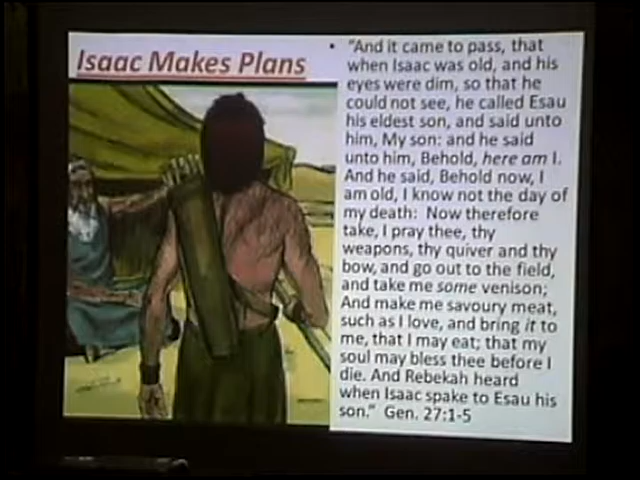 Isaac Makes Plans
• "And it came to pass, that
when Isaac was old, and his
eyes were dim, so that he
could not see, he called Esau
his eldest son, and said unto
him, My son: and he said
unto him, Behold, here am I.
And he said, Behold now, I
am old, I know not the day of
my death: Now therefore
take, I pray thee, thy
weapons, thy quiver and thy
bow, and go out to the field,
and take me some venison;
And make me savoury meat,
such as I love, and bring it to
me, that I may eat; that my
soul may bless thee before I
die. And Rebekah heard
when Isaac spake to Esau his
son." Gen. 27:1-5